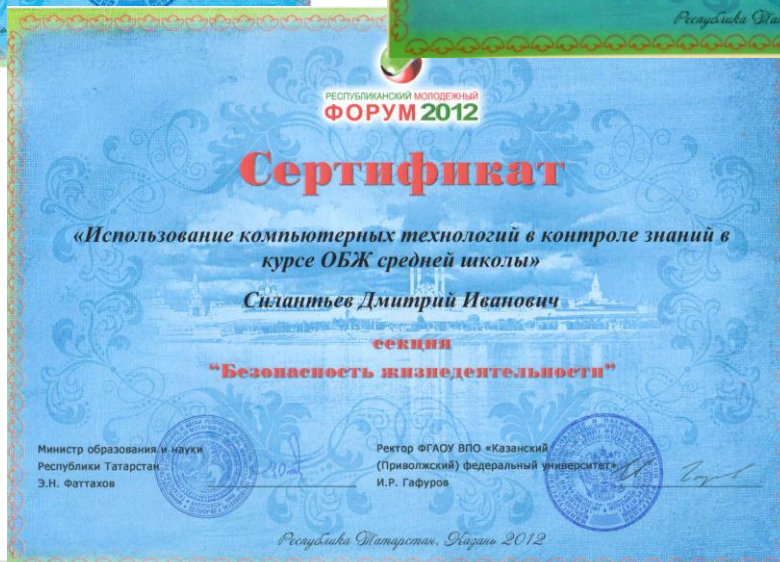 Республика Тат
РЕСПУБЛИКАНСКИЙ МОЛОДЕЖНЫЙ
ФОРУМ 2012
Сертификат
«Использование компьютерных технологий в контроле знаний в
курсе ОБЖ средней школы»
Силантьев Дмитрий Иванович
секция
“Безопасность жизнедеятельности”
Министр образования и науки
Республики Татарстан
Э.Н. Фаттахов
Ректор ФГАОУ ВПО «Казанский
(Приволжский) федеральный университет»
И.Р. Гафуров
Республика Татарстан, Казань 2012